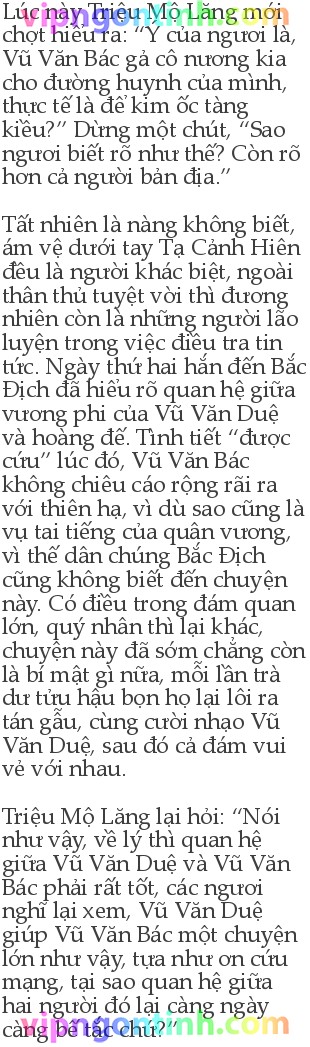 Lúc này Triệu Mộ Lăng mới
vipngontinh.com
chợt hiểu ra: “Ý của ngươi là,
Vũ Văn Bác gả cô nương kia
cho đường huynh của mình,
thực tế là để kim ốc tàng
kiều?” Dừng một chút, “Sao
ngươi biết rõ như thế? Còn rõ
hơn cả người bản địa.”
Tất nhiên là nàng không biết,
ám vệ dưới tay Tạ Cảnh Hiên
đều là người khác biệt, ngoài
thân thủ tuyệt vời thì đương
nhiên còn là những người lão
luyện trong việc điều tra tin
tức. Ngày thứ hai hắn đến Bắc
Địch đã hiểu rõ quan hệ giữa
vương phi của Vũ Văn Duệ
và hoàng đế. Tình tiết “được
cứu” lúc đó, Vũ Văn Bác
không chiêu cáo rộng rãi ra
với thiên hạ, vì dù sao cũng là
vụ tai tiếng của quân vương,
vì thế dân chúng Bắc Địch
cũng không biết đến chuyện
này. Có điều trong đám quan
lớn, quý nhân thì lại khác,
chuyện này đã sớm chẳng còn
là bí mật gì nữa, mỗi lần trà
dư tửu hậu bọn họ lại lôi ra
tán gẫu, cùng cười nhạo Vũ
Văn Duệ, sau đó cả đám vui
vẻ với nhau.
Triệu Mộ Lăng lại hỏi: “Nói
như vậy, về lý thì quan hệ
giữa Vũ Văn Duệ và Vũ Văn
Bác phải rất tốt, các ngươi
nghĩ lại xem, Vũ Văn Duệ
giúp Vũ Văn Bác một chuyện
lớn như vậy, tựa như ơn cứu
mạng, tại sao quan hệ giữa
hai người đó lại càng ngày
càng bế tắc chứ?”
vipngontinh.com